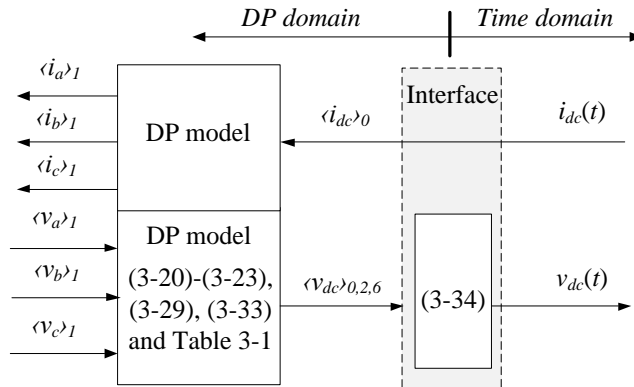 DP domain
Time domain
⟨i_a⟩_1
⟨i_b⟩_1
⟨i_c⟩_1
DP model
⟨i_dc⟩_0
Interface
i_dc(t)
⟨v_a⟩_1
⟨v_b⟩_1
⟨v_c⟩_1
DP model
(3-20)-(3-23),
(3-29), (3-33)
and Table 3-1
⟨v_dc⟩_0,2,6
(3-34)
v_dc(t)